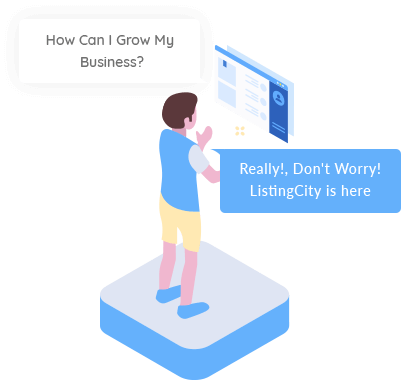 How Can I Grow My
Business?
Really!, Don't Worry!
ListingCity is here